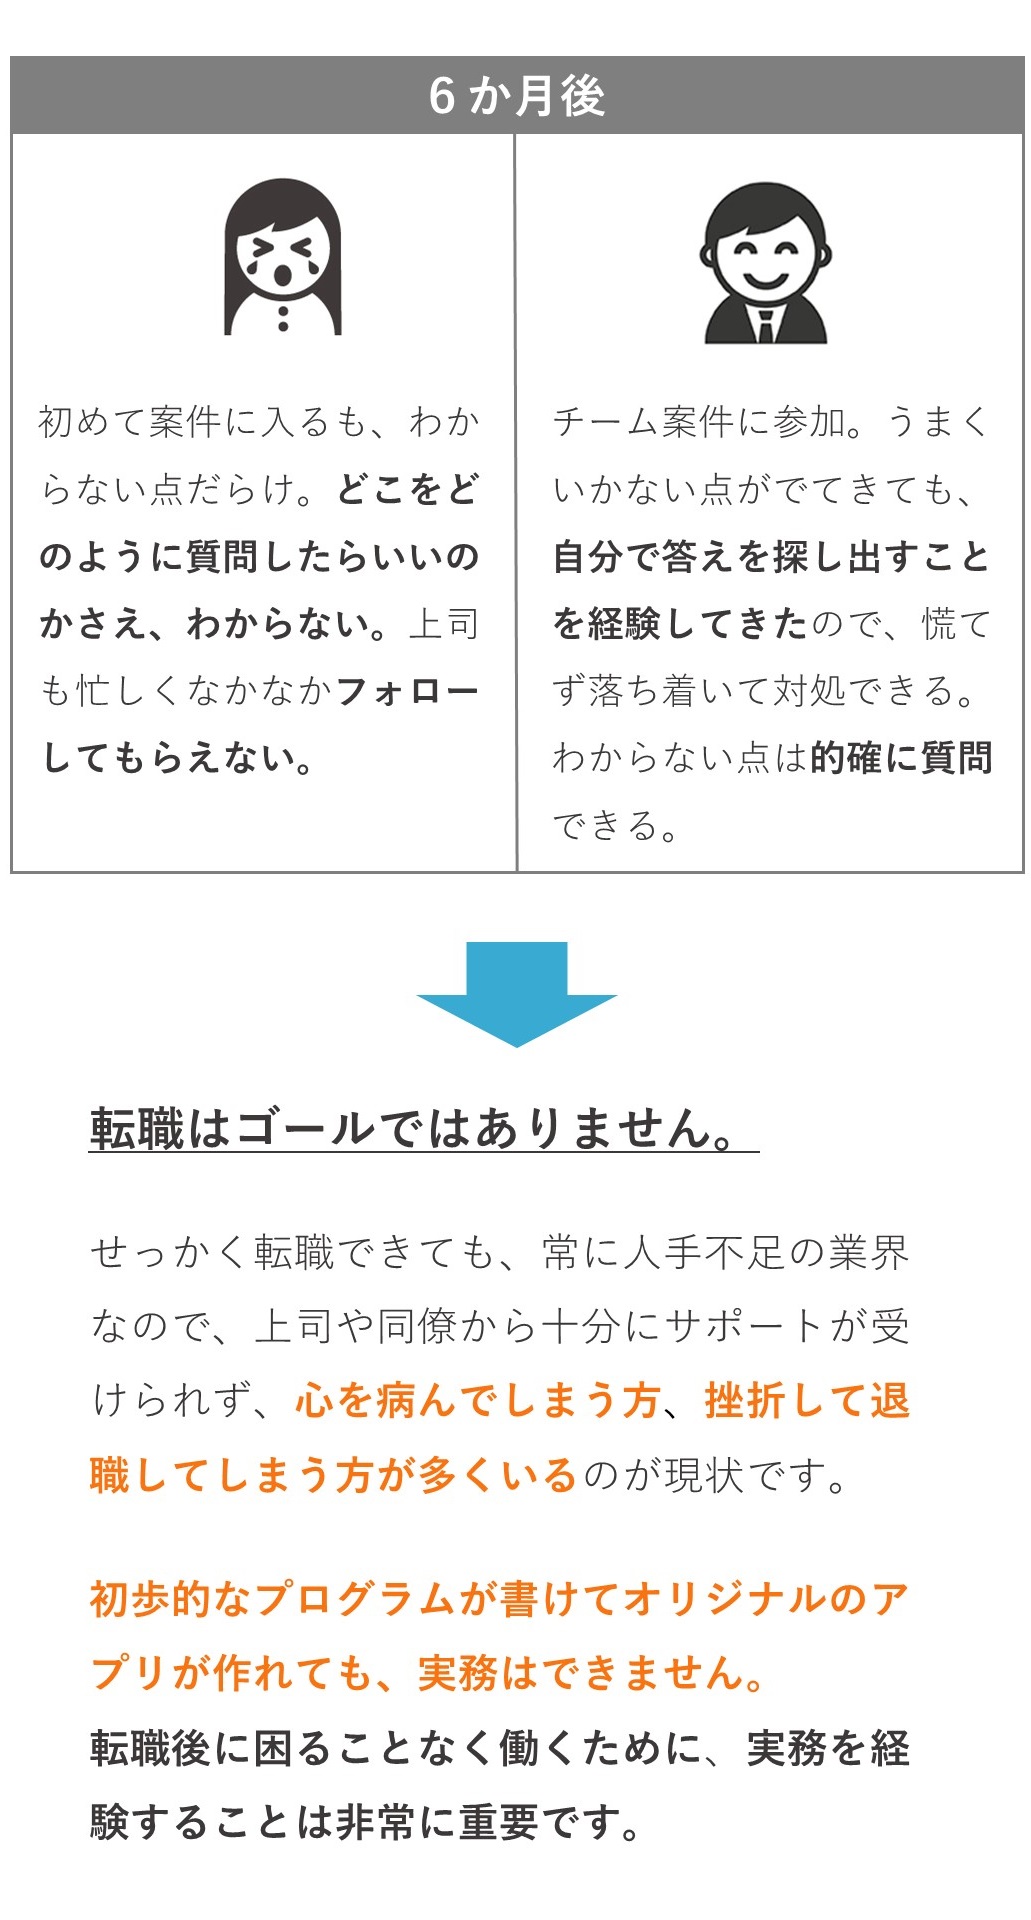 6か月後
初めて案件に入るも、わか
らない点だらけ。どこをど
のように質問したらいいの
かさえ、わからない。上司
も忙しくなかなかフォロー
してもらえない。
チーム案件に参加。うまく
いかない点がでてきても、
自分で答えを探し出すこと
を経験してきたので、慌て
ず落ち着いて対処できる。
わからない点は的確に質問
できる。
転職はゴールではありません。
せっかく転職できても、常に人手不足の業界
なので、上司や同僚から十分にサポートが受
けられず、心を病んでしまう方、挫折して退
職してしまう方が多くいるのが現状です。
初歩的なプログラムが書けてオリジナルのア
プリが作れても、実務はできません。
転職後に困ることなく働くために、実務を経
験することは非常に重要です。